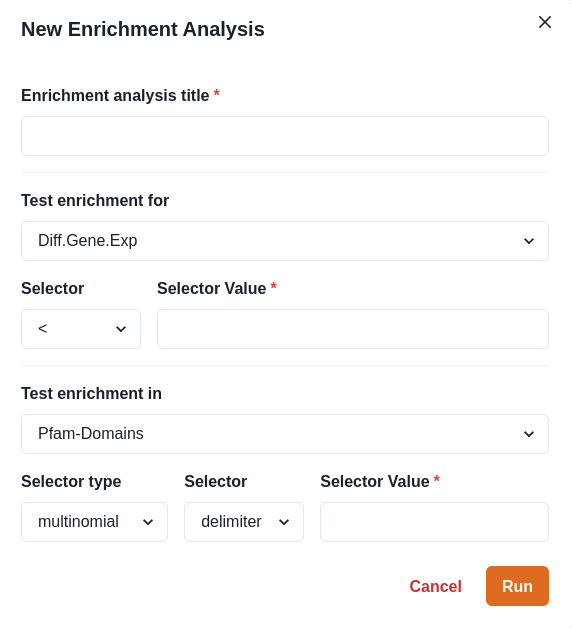 New Enrichment Analysis
Enrichment analysis title *
Test enrichment for
Diff.Gene.Exp
Selector Selector Value *
<
Test enrichment in
Pfam-Domains
Selector type Selector Selector Value *
multinomial delimiter
Cancel Run